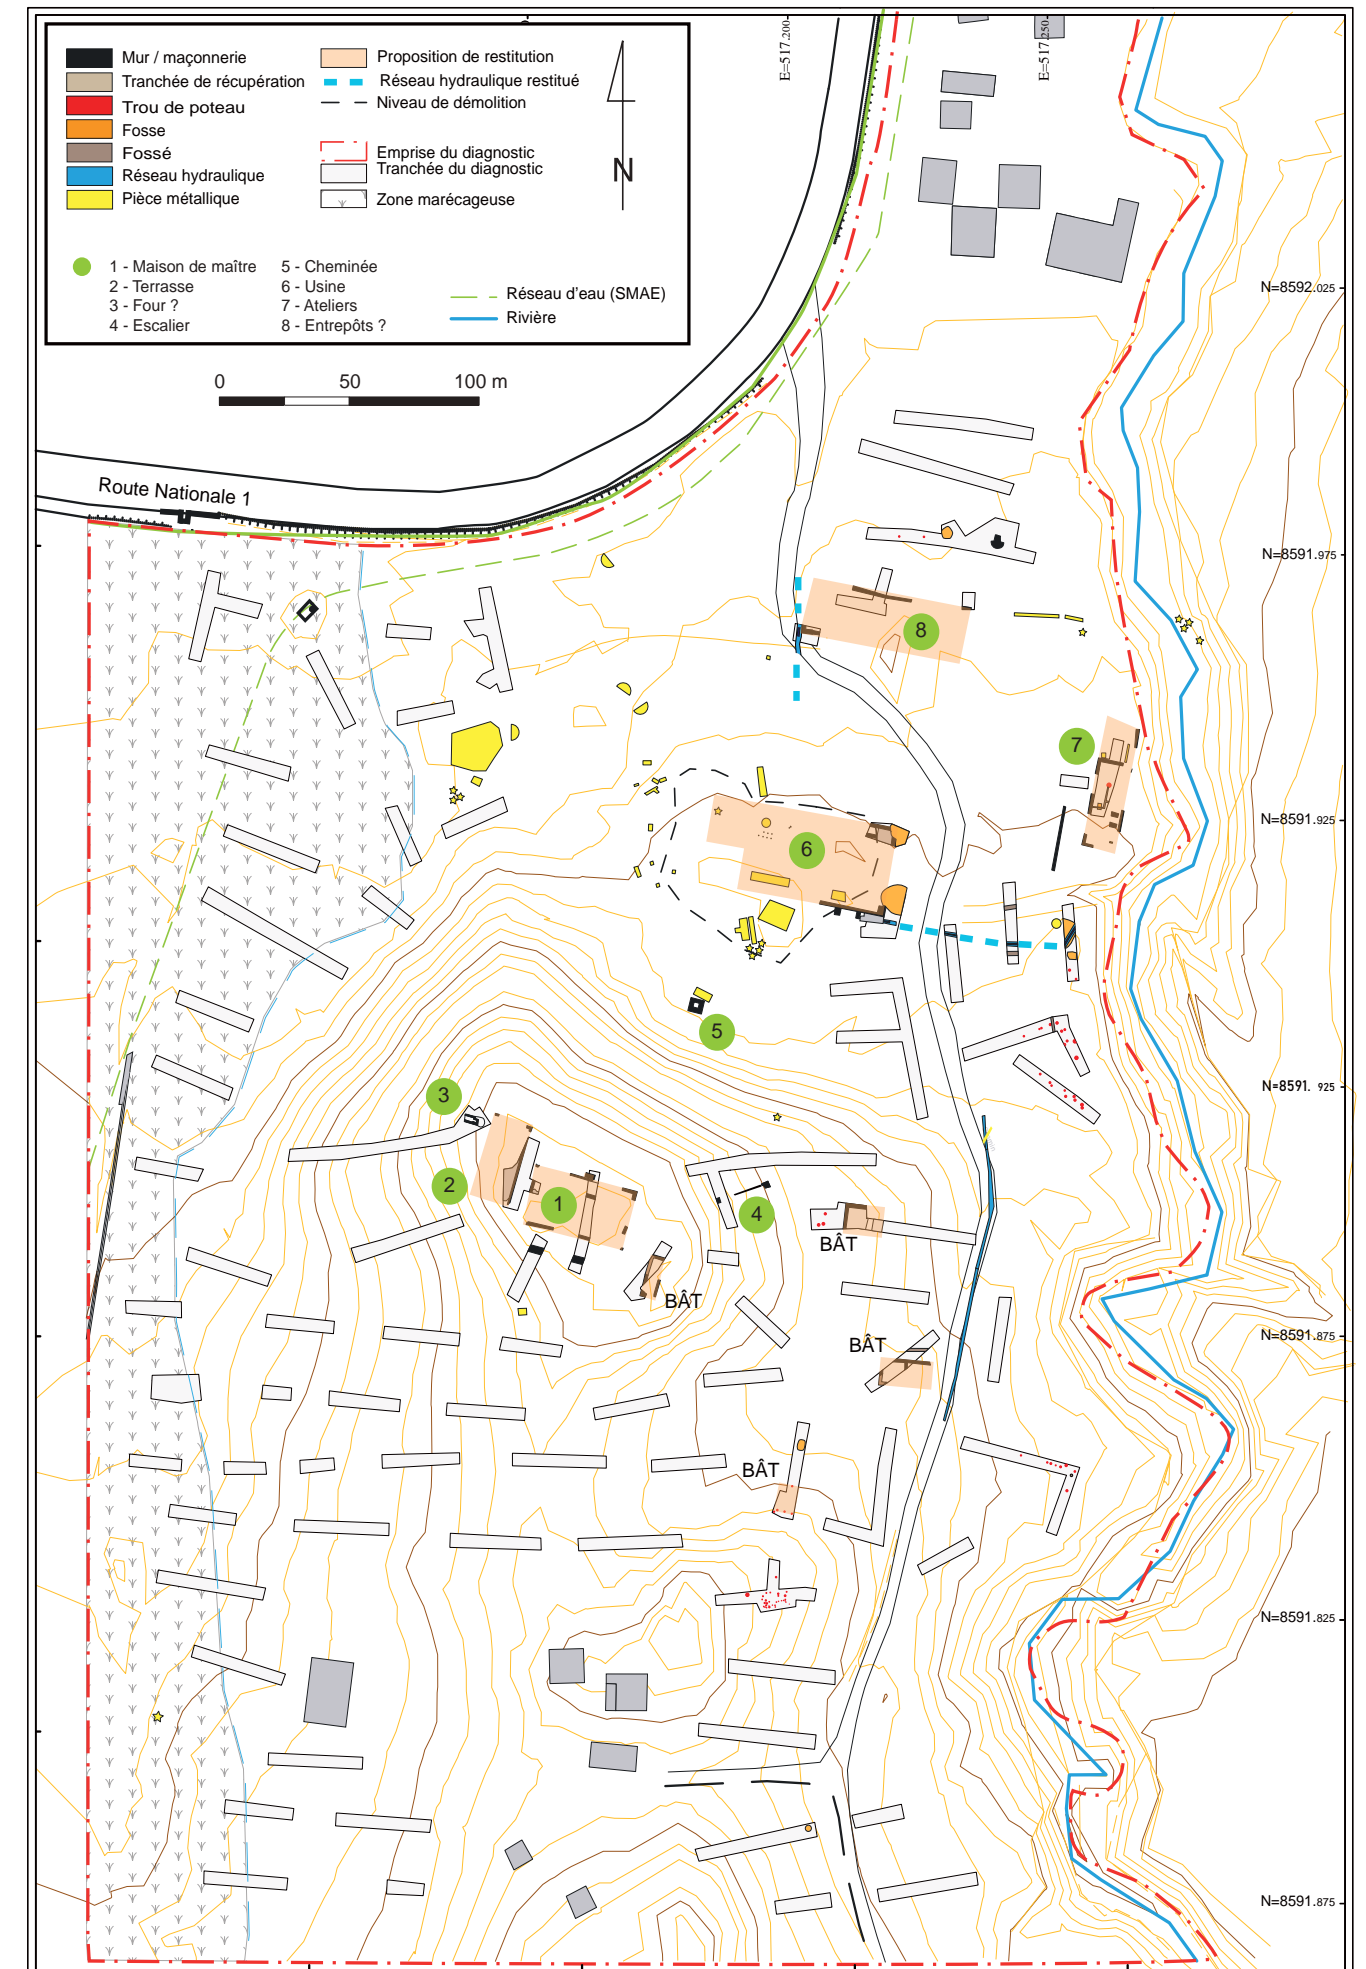 Mur / maçonnerie
Tranchée de récupération
Trou de poteau
Fosse
Fossé
Réseau hydraulique
Pièce métallique
Proposition de restitution
Réseau hydraulique restitué
Niveau de démolition
Emprise du diagnostic
Tranchée du diagnostic
Zone marécageuse
N
1 - Maison de maître
2 - Terrasse
3 - Four ?
4 - Escalier
5 - Cheminée
6 - Usine
7 - Ateliers
8 - Entrepôts ?
Réseau d'eau (SMAE)
Rivière
0 50 100 m
E=517.200
E=517.250
N=8592.025
Route Nationale 1
N=8591.975
8
7
N=8591.925
6
5
N=8591. 925
3
2
1
4
BÂT
BÂT
BÂT
N=8591.875
BÂT
N=8591.825
N=8591.875